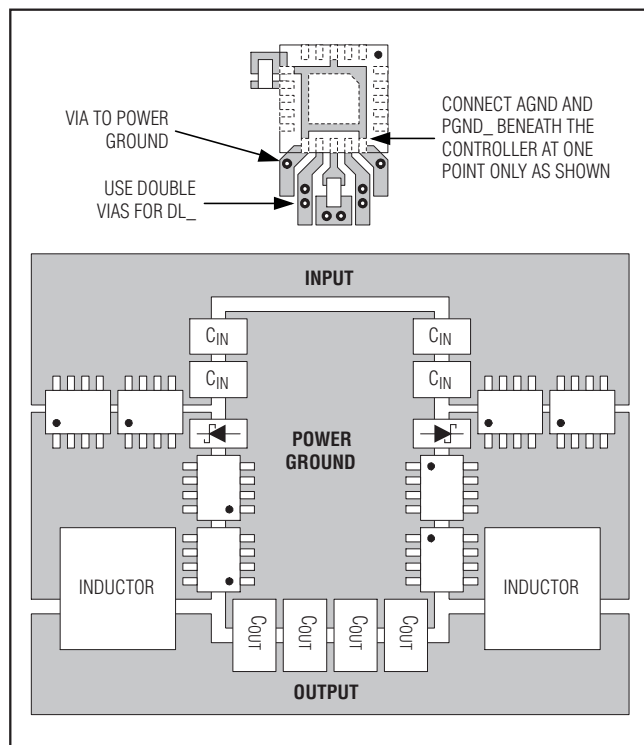 VIA TO POWER
GROUND
CONNECT AGND AND
PGND_ BENEATH THE
CONTROLLER AT ONE
POINT ONLY AS SHOWN
USE DOUBLE
VIAS FOR DL_
INPUT
CIN
CIN
CIN
CIN
POWER
GROUND
INDUCTOR
INDUCTOR
COUT
COUT
COUT
COUT
OUTPUT